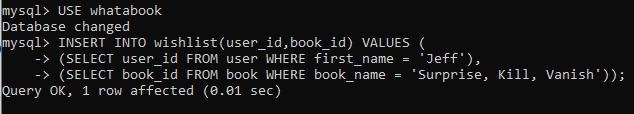 mysql> USE whatabook
Database changed
mysql> INSERT INTO wishlist(user_id,book_id) VALUES (
    -> (SELECT user_id FROM user WHERE first_name = 'Jeff'),
    -> (SELECT book_id FROM book WHERE book_name = 'Surprise, Kill, Vanish'));
Query OK, 1 row affected (0.01 sec)